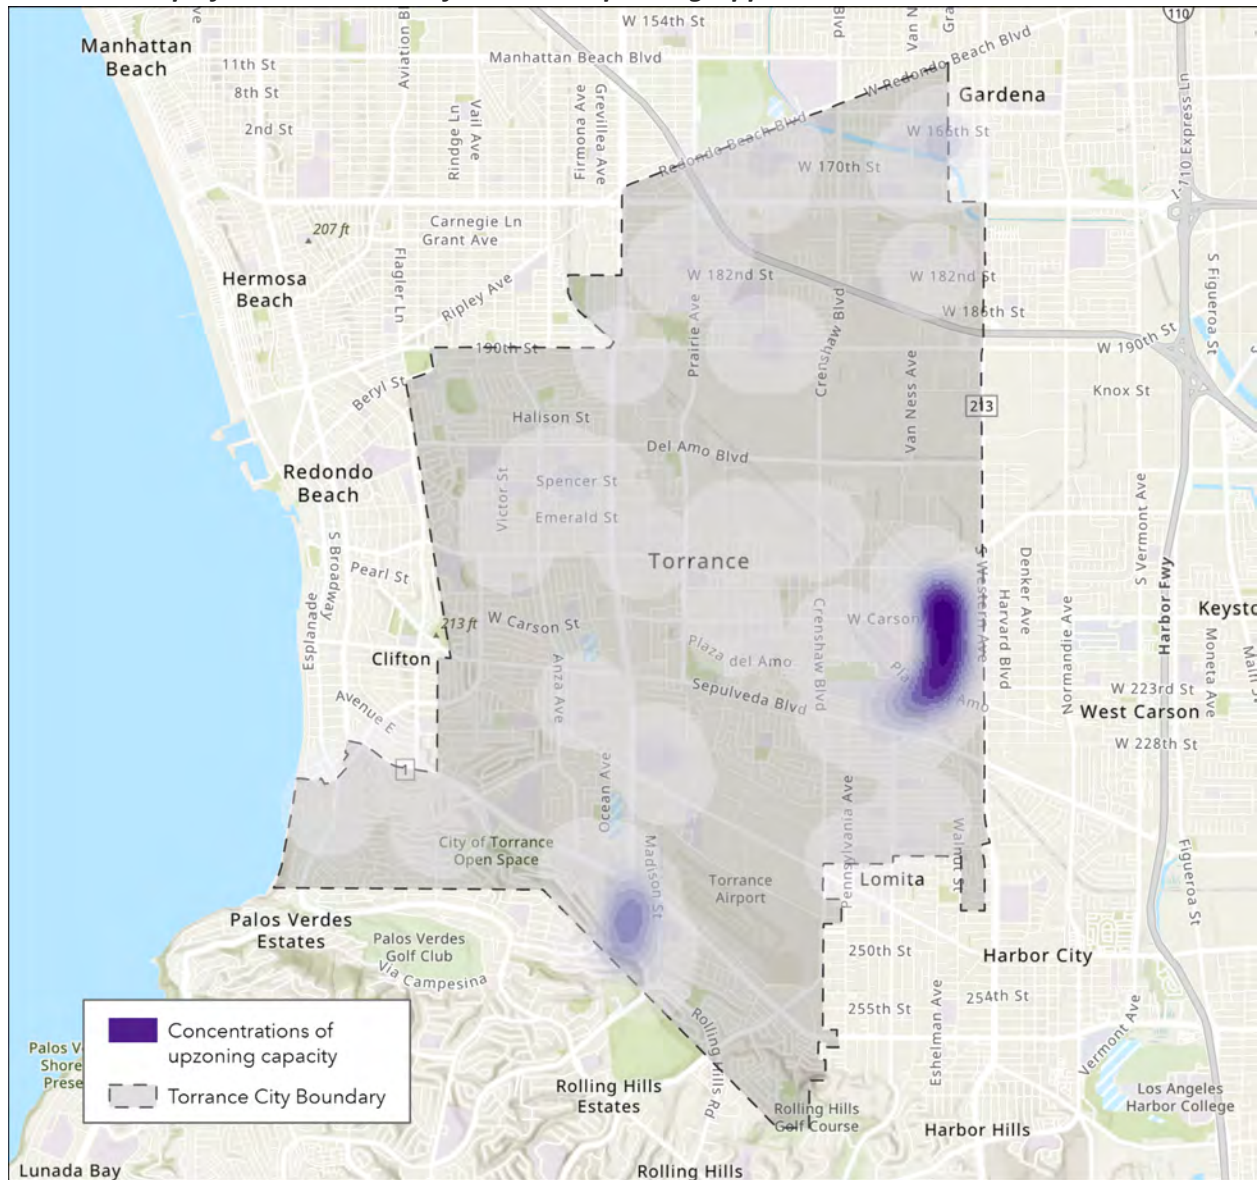 W 154th St
110
Manhattan
Beach
Aviation Bl
Manhattan Beach Blvd
W Redondo Beach Blvd
Van N
Gra
Blvd
11th St
8th St
2nd St
Rindge Ln
Vail Ave
Firmona Ave
Grevillea Ave
Gardena
W 166th St
Redondo Beach Blvd
W 170th St
I-710 Express Ln
207 ft
Carnegie Ln
Grant Ave
Hermosa
Beach
Flagler Ln
Ripley Ave
W 182nd St
W 182nd St
S Figueroa St
Prairie Ave
Crenshaw Blvd
W 186th St
190th St
W 190th St
Van Ness Ave
Beryl St
Knox St
213
Halison St
Del Amo Blvd
Redondo
Beach
Victor St
Spencer St
Emerald St
S Vermont Ave
Torrance
S Broadway
Pearl St
S Western Ave
Denker Ave
Harvard Blvd
Normandie Ave
Harbor Fwy
Esplanade
213 ft
W Carson St
Crenshaw Blvd
W Carson
Keysto
Moneta Ave
Clifton
Anza Ave
Plaza
del Amo
Sepulveda Blvd
Amo
W 223rd St
West Carson
W 228th St
Avenue E
1
Ocean Ave
Madison St
Pennsylvania Ave
Walnut St
Figueroa St
City of Torrance
Open Space
Torrance
Airport
Lomita
Palos Verdes
Estates
Palos Verdes
Golf Club
Via Campesina
250th St
Harbor City
254th St
255th St
Eshelman Ave
Vermont Ave
Concentrations of
upzoning capacity
Torrance City Boundary
Palos V
Shore
Prese
Rolling Hills Rd
Rolling Hills
Estates
Rolling Hills
Golf Course
Los Angeles
Harbor College
Harbor Hills
Lunada Bay
Rolling Hills